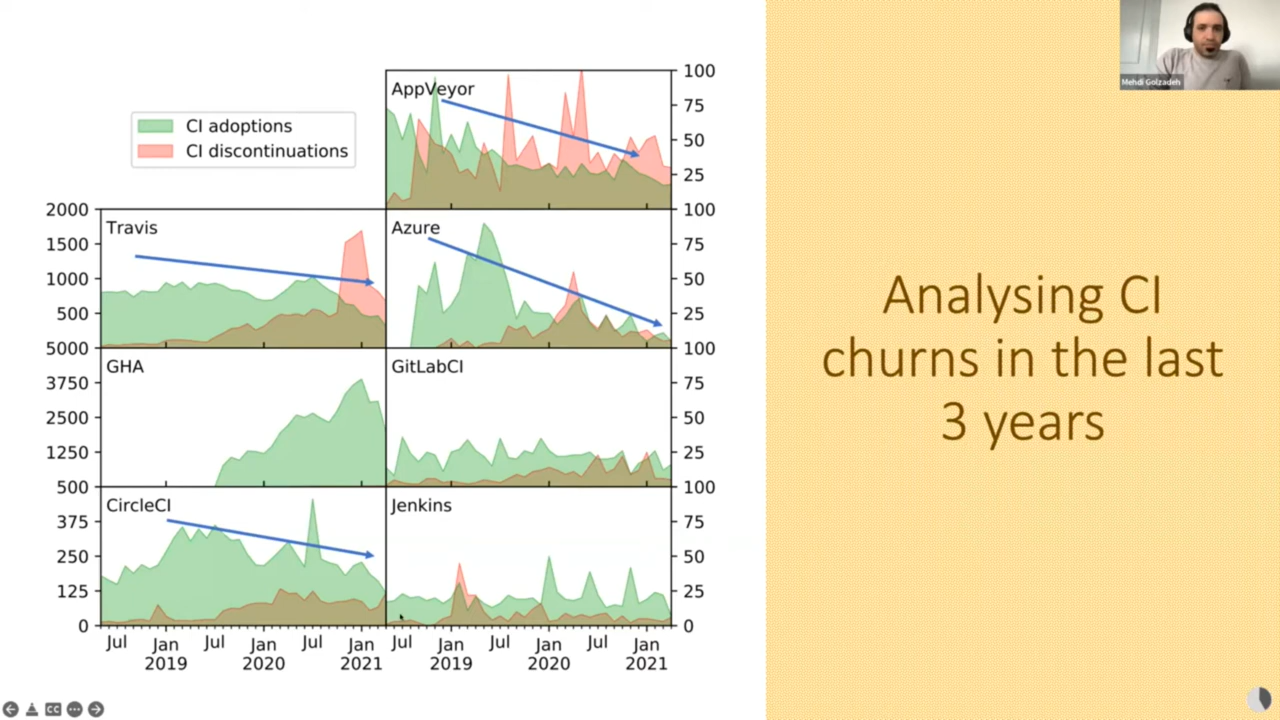 Mehdi Golzadeh
CI adoptions
CI discontinuations
AppVeyor
100
75
50
25
Travis
2000
1500
1000
500
5000
Azure
100
75
50
25
100
GHA
3750
2500
1250
500
GitLabCI
75
50
25
100
CircleCI
375
250
125
0
Jenkins
75
50
25
0
Jul
Jan
2019
Jul
Jan
2020
Jul
Jan
2021
Jul
Jan
2019
Jul
Jan
2020
Jul
Jan
2021
Analysing CI
churns in the last
3 years
CC